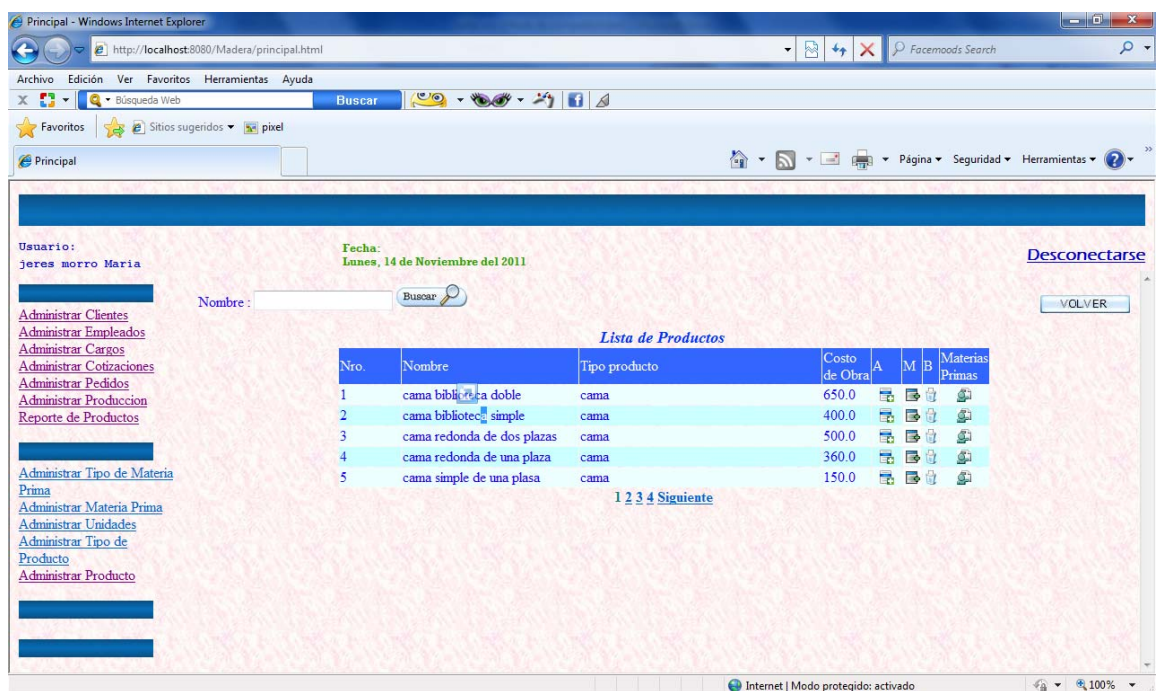 Principal - Windows Internet Explorer
http://localhost:8080/Madera/principal.html
Facemoods Search
Archivo Edición Ver Favoritos Herramientas Ayuda
X Búsqueda Web Buscar
Favoritos Sitios sugeridos pixel
Principal Página Seguridad Herramientas
Usuario:
jeres morro Maria
Fecha:
Lunes, 14 de Noviembre del 2011
Desconectarse
Nombre : Buscar
VOLVER
Administrar Clientes
Administrar Empleados
Administrar Cargos
Administrar Cotizaciones
Administrar Pedidos
Administrar Produccion
Reporte de Productos
Administrar Tipo de Materia
Prima
Administrar Materia Prima
Administrar Unidades
Administrar Tipo de
Producto
Administrar Producto
Lista de Productos
Nro. Nombre Tipo producto Costo de Obra A M B Materias Primas
1 cama biblioteca doble cama 650.0
2 cama biblioteca simple cama 400.0
3 cama redonda de dos plazas cama 500.0
4 cama redonda de una plaza cama 360.0
5 cama simple de una plasa cama 150.0
1 2 3 4 Siguiente
Internet | Modo protegido: activado 100%